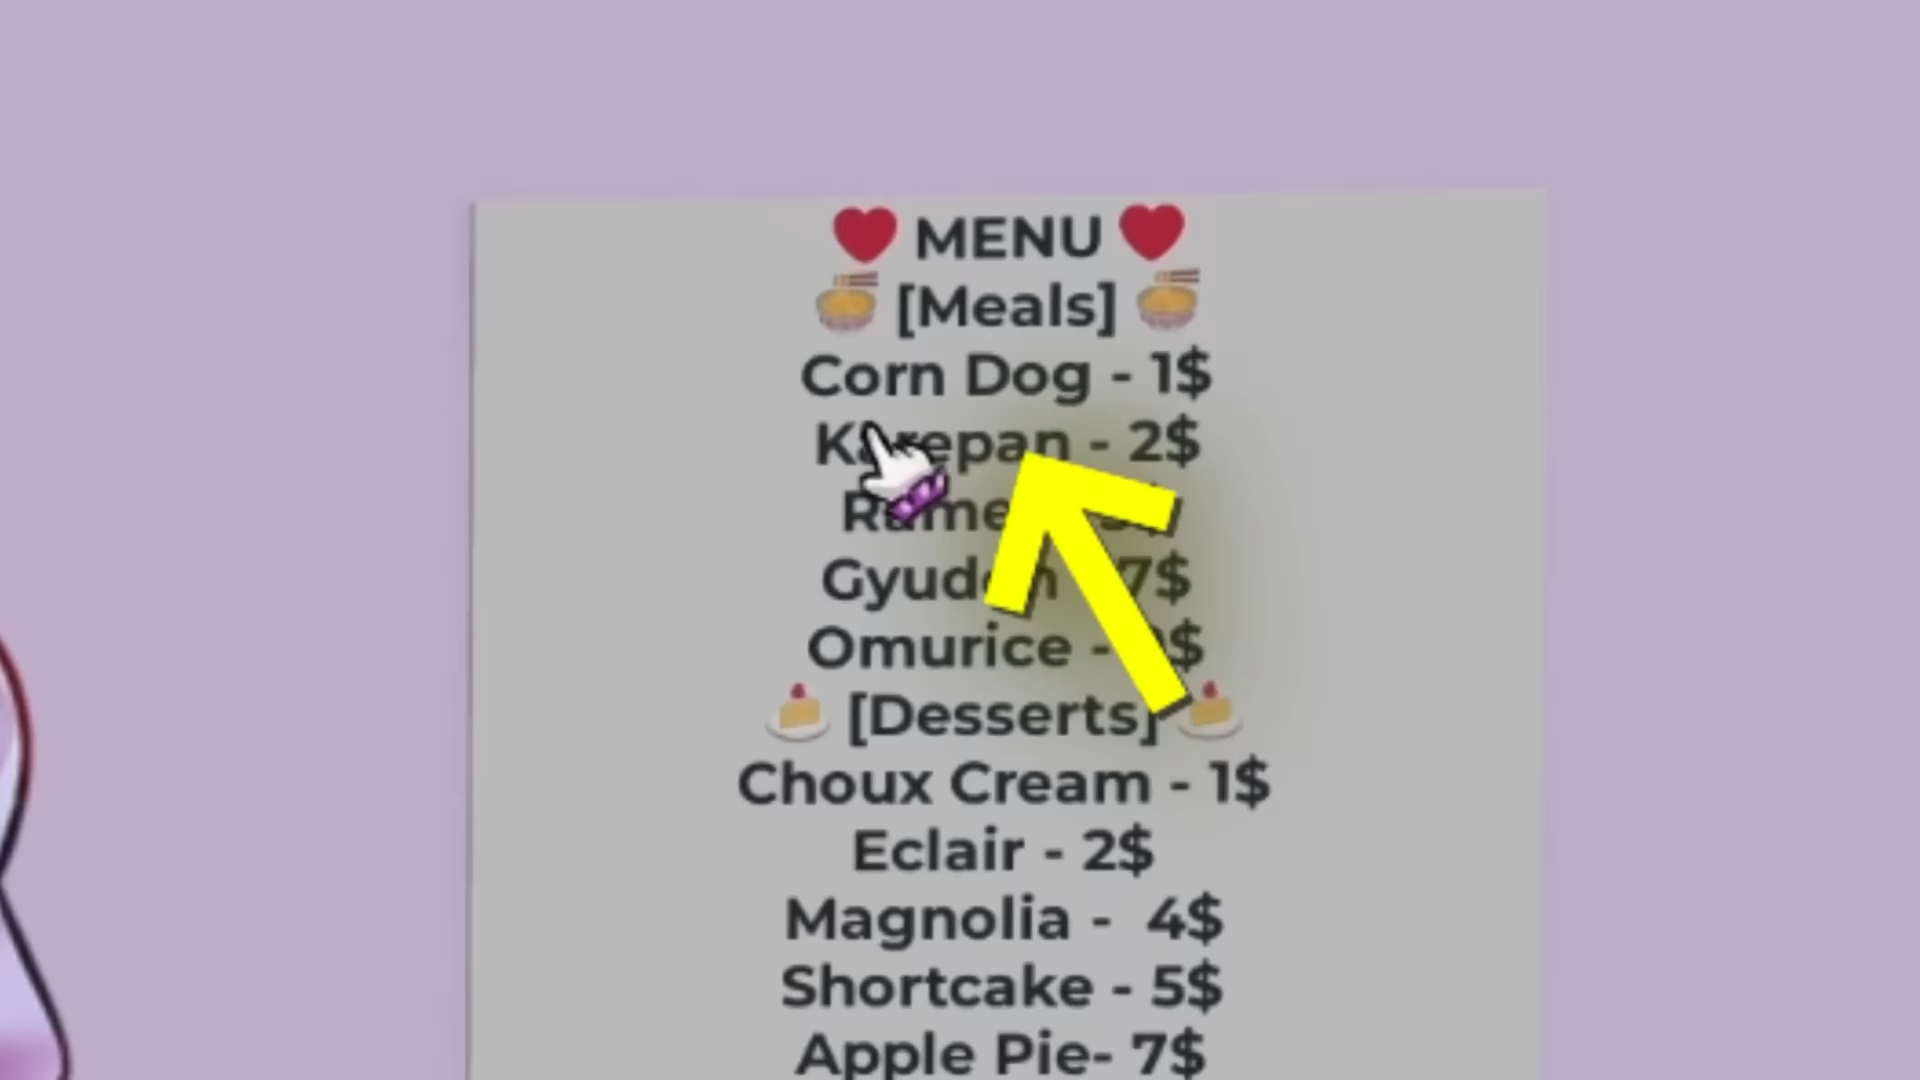 MENU
[Meals]
Corn Dog - 1$
Karepan - 2$
Gyudon - 7$
Omurice -
[Desserts]
Choux Cream - 1$
Eclair - 2$
Magnolia - 4$
Shortcake - 5$
Apple Pie- 7$